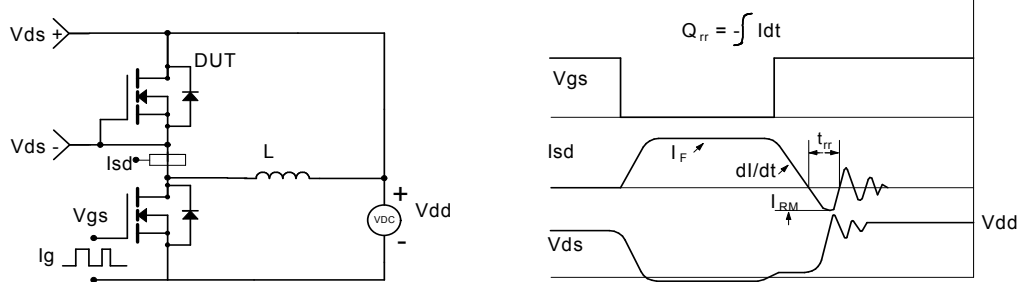 Vds +
DUT
Vds -
Isd
L
Vgs
Ig
+
VDC
Vdd
-
Q rr = -∫ Idt
Vgs
Isd
I F
dI/dt
t rr
I RM
Vds
Vdd